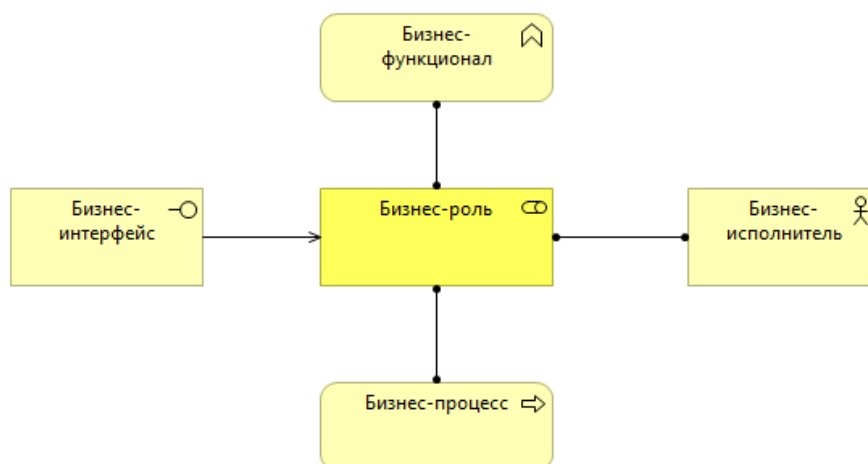 Бизнес-
функционал
Бизнес-
интерфейс
Бизнес-роль
Бизнес-
исполнитель
Бизнес-процесс